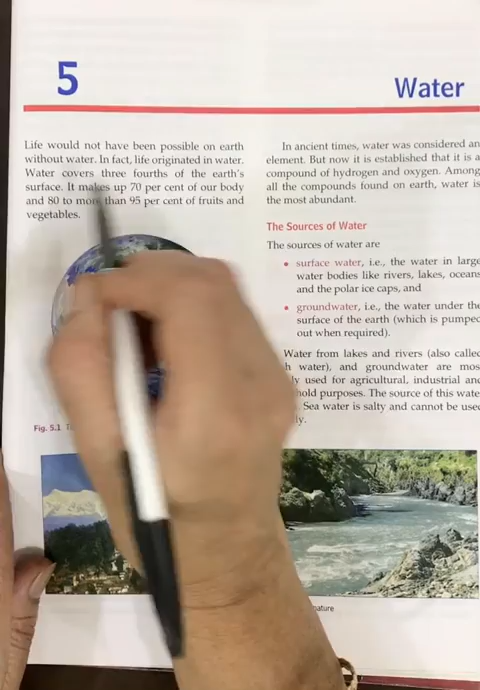 5
Water
Life would not have been possible on earth
without water. In fact, life originated in water.
Water covers three fourths of the earth's
surface. It makes up 70 per cent of our body
and 80 to more than 95 per cent of fruits and
vegetables.
Fig. 5.1
In ancient times, water was considered an
element. But now it is established that it is a
compound of hydrogen and oxygen. Among
all the compounds found on earth, water is
the most abundant.
The Sources of Water
The sources of water are
• surface water, i.e., the water in large
water bodies like rivers, lakes, oceans
and the polar ice caps, and
• groundwater, i.e., the water under the
surface of the earth (which is pumped
out when required).
Water from lakes and rivers (also called
h water), and groundwater are mos
ly used for agricultural, industrial and
hold purposes. The source of this wate
. Sea water is salty and cannot be used
ly.
nature